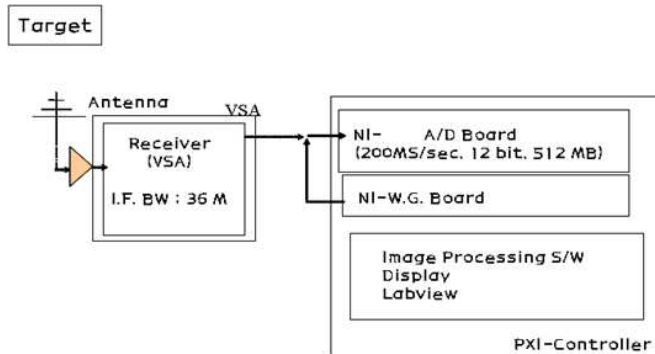 Target
Antenna
VSA
Receiver
(VSA)
I.F. BW : 36 M
NI- A/D Board
(200MS/sec. 12 bit. 512 MB)
NI-W.G. Board
Image Processing S/W
Display
Labview
PXI-Controller